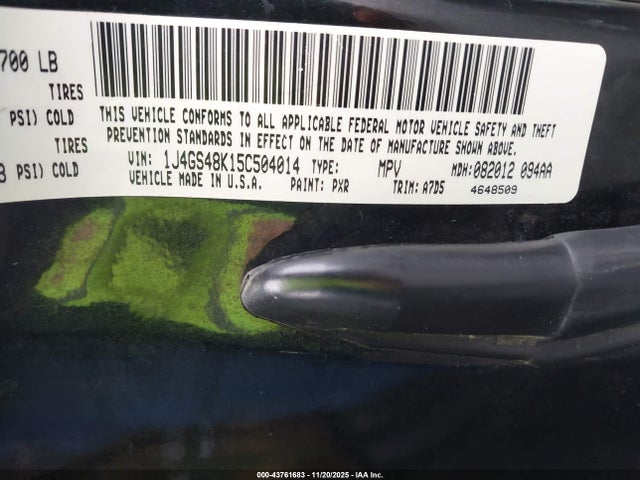 700 LB
TIRES
PSI) COLD
TIRES
PSI) COLD
THIS VEHICLE CONFORMS TO ALL APPLICABLE FEDERAL MOTOR VEHICLE SAFETY AND THEFT
PREVENTION STANDARDS IN EFFECT ON THE DATE OF MANUFACTURE SHOWN ABOVE.
VIN: 1J4GS48K15C504014 TYPE: MPV MDH:082012 094AA
VEHICLE MADE IN U.S.A. PAINT: PXR TRIM: A7D5 4648509
000-43761683 - 11/20/2025 - IAA Inc.